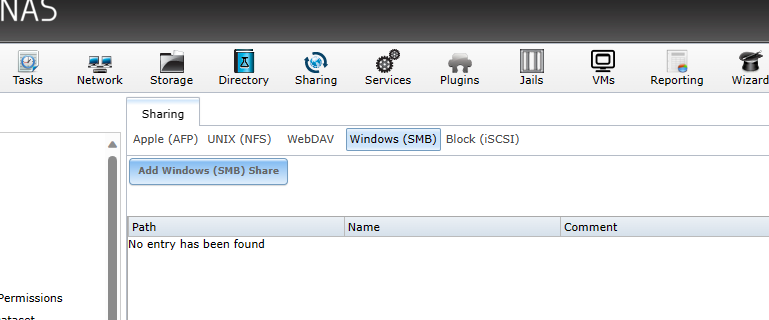 NAS
Tasks Network Storage Directory Sharing Services Plugins Jails VMs Reporting Wizard
Sharing
Apple (AFP) UNIX (NFS) WebDAV Windows (SMB) Block (iSCSI)
Add Windows (SMB) Share
Path Name Comment
No entry has been found
Permissions